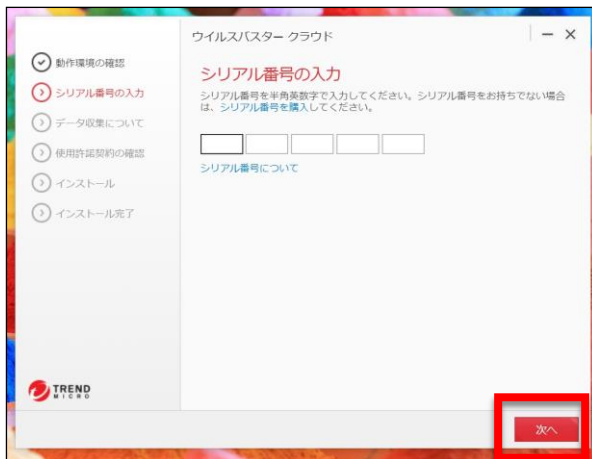 ウイルスバスター クラウド
動作環境の確認
シリアル番号の入力
データ収集について
使用許諾契約の確認
インストール
インストール完了
シリアル番号の入力
シリアル番号を半角英数字で入力してください。シリアル番号をお持ちでない場合
は、シリアル番号を購入してください。
シリアル番号について
TREND
MICRO
次へ